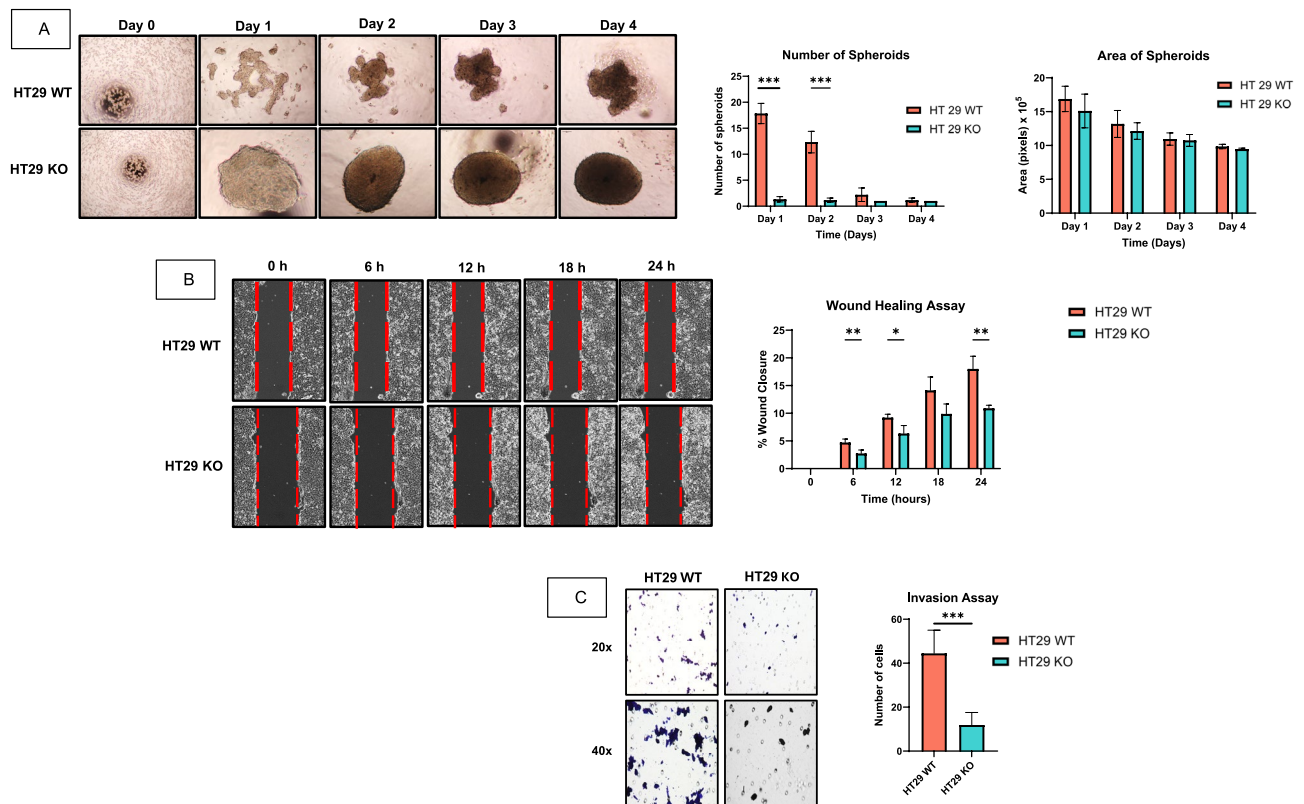 A
Day 0 Day 1 Day 2 Day 3 Day 4
HT29 WT
HT29 KO
Number of Spheroids
Number of spheroids
25
20
15
10
5
0
*** ***
HT 29 WT
HT 29 KO
Day 1 Day 2 Day 3 Day 4
Time (Days)
Area of Spheroids
Area (pixels) x 10⁵
20
15
10
5
0
HT 29 WT
HT 29 KO
Day 1 Day 2 Day 3 Day 4
Time (Days)
B
0 h 6 h 12 h 18 h 24 h
HT29 WT
HT29 KO
Wound Healing Assay
% Wound Closure
25
20
15
10
5
0
** * **
HT29 WT
HT29 KO
0 6 12 18 24
Time (hours)
C
HT29 WT HT29 KO
20x
40x
Invasion Assay
Number of cells
60
40
20
0
***
HT29 WT
HT29 KO
HT29 WT HT29 KO